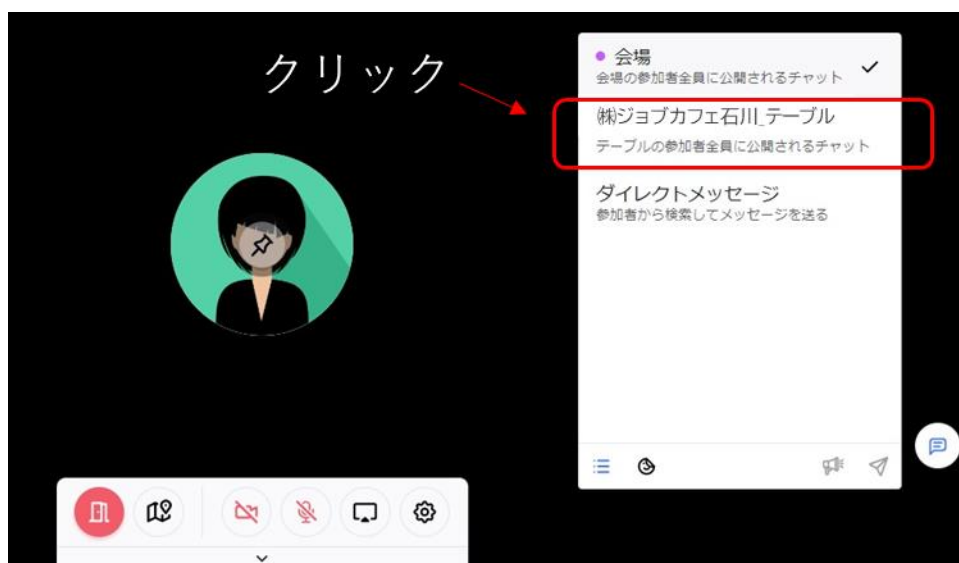 クリック
会場
会場の参加者全員に公開されるチャット
㈱ジョブカフェ石川_テーブル
テーブルの参加者全員に公開されるチャット
ダイレクトメッセージ
参加者から検索してメッセージを送る